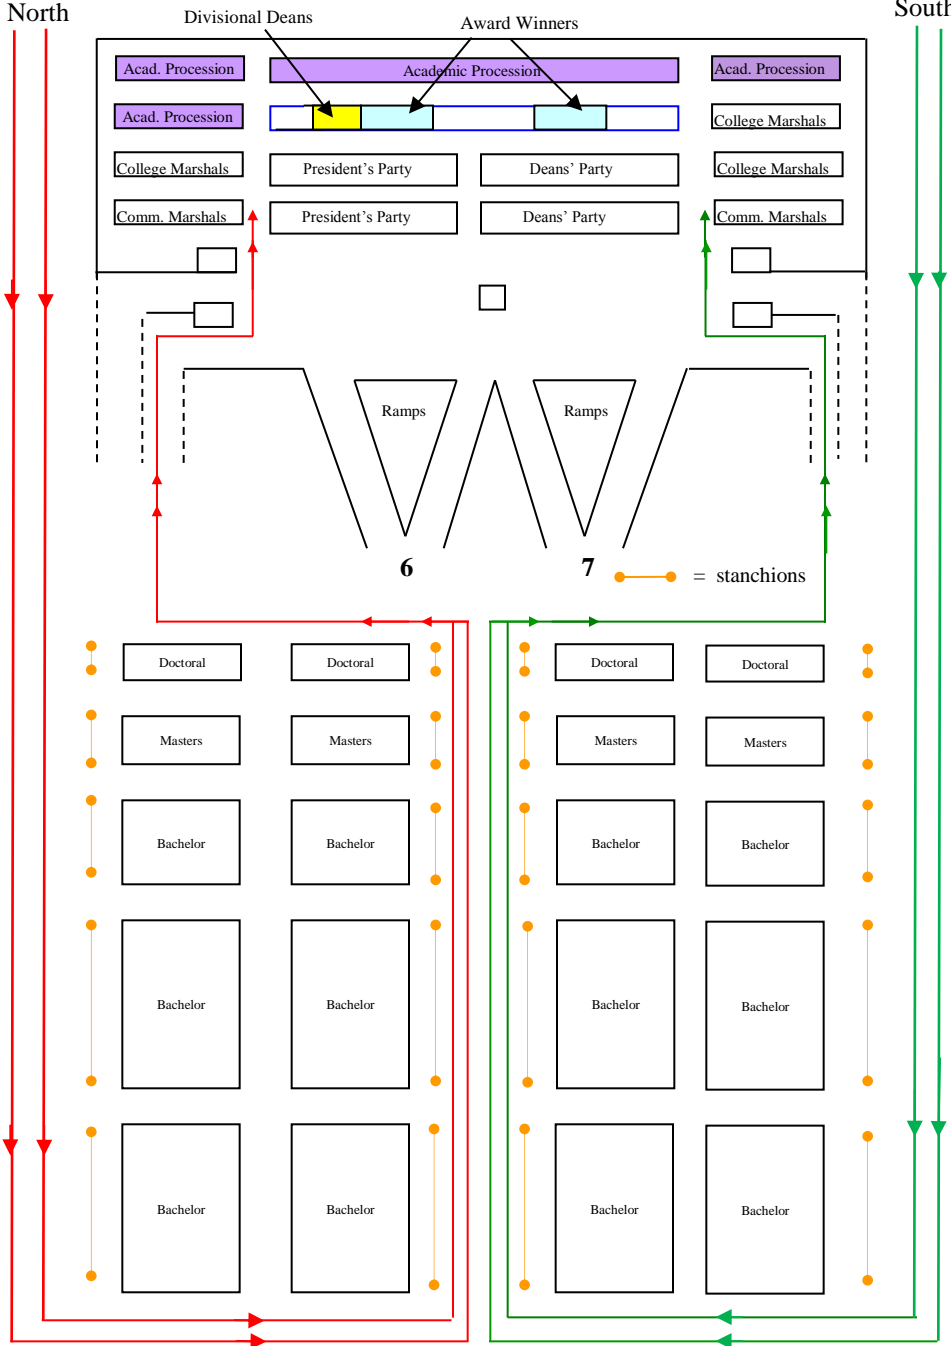 North
South
Divisional Deans
Award Winners
Acad. Procession
Academic Procession
Acad. Procession
Acad. Procession
College Marshals
College Marshals
President's Party
Deans' Party
College Marshals
Comm. Marshals
President's Party
Deans' Party
Comm. Marshals
Ramps
Ramps
6
7
= stanchions
Doctoral
Doctoral
Doctoral
Doctoral
Masters
Masters
Masters
Masters
Bachelor
Bachelor
Bachelor
Bachelor
Bachelor
Bachelor
Bachelor
Bachelor
Bachelor
Bachelor
Bachelor
Bachelor